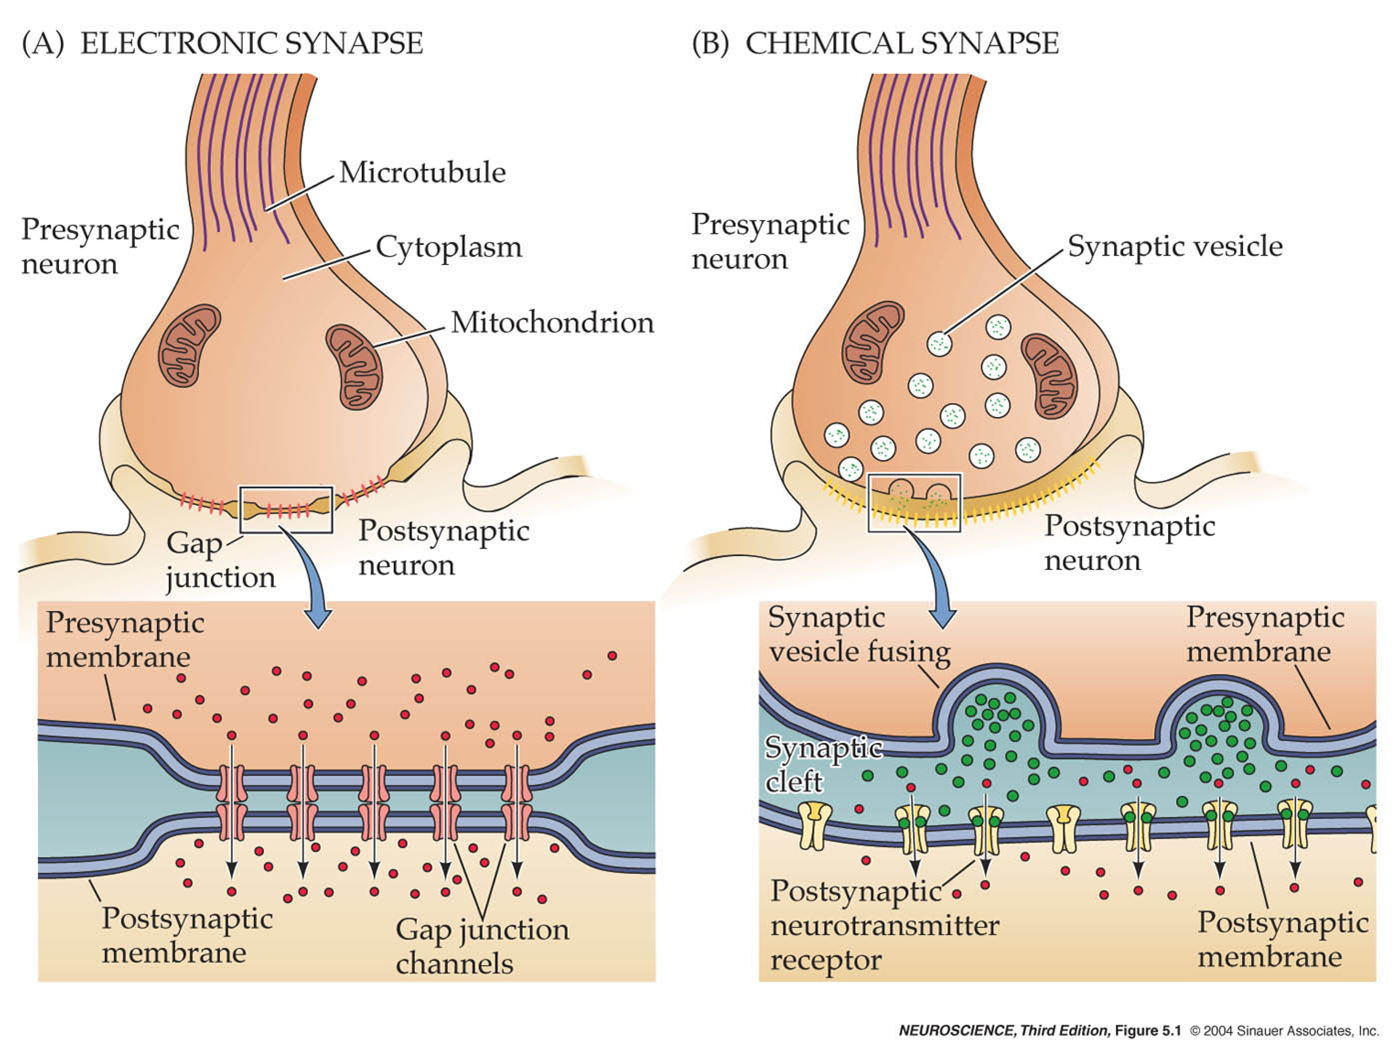 (A) ELECTRONIC SYNAPSE
Microtubule
Presynaptic
neuron
Cytoplasm
Mitochondrion
Gap
junction
Postsynaptic
neuron
Presynaptic
membrane
Postsynaptic
membrane
Gap junction
channels
(B) CHEMICAL SYNAPSE
Presynaptic
neuron
Synaptic vesicle
Postsynaptic
neuron
Synaptic
vesicle fusing
Presynaptic
membrane
Synaptic
cleft
Postsynaptic
neurotransmitter
receptor
Postsynaptic
membrane
NEUROSCIENCE, Third Edition, Figure 5.1 © 2004 Sinauer Associates, Inc.